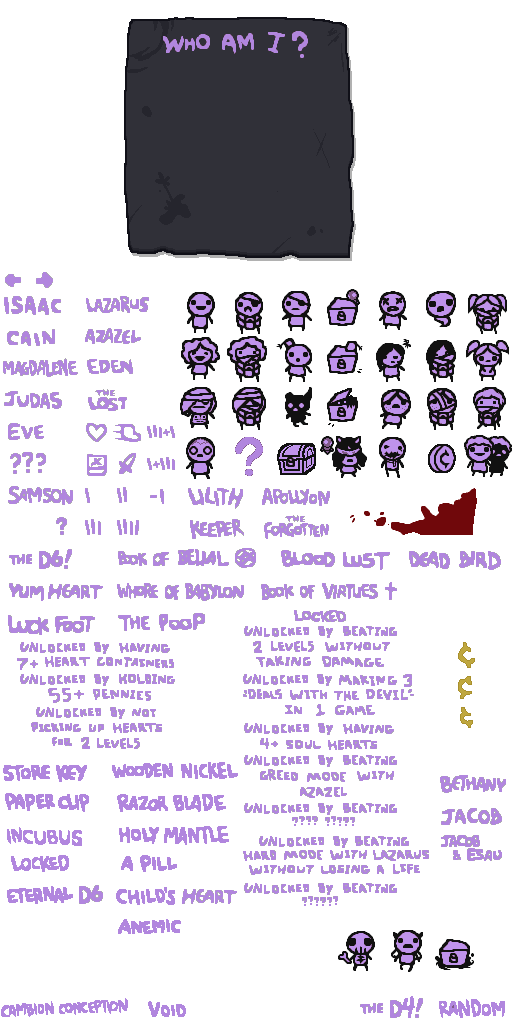 WHO AM I?
ISAAC LAZARUS
CAIN AZAZEL
MAGDALENE EDEN
JUDAS THE LOST
EVE III+I
??? I+III
?
SAMSON I II -I LILITH APOLLYON
? III IIII KEEPER THE FORGOTTEN
¢
THE D6! BOOK OF BELIAL BLOOD LUST DEAD BIRD
YUM HEART WHORE OF BABYLON BOOK OF VIRTUES
LUCK FOOT THE POOP
UNLOCKED BY HAVING
7+ HEART CONTAINERS
UNLOCKED BY HOLDING
55+ PENNIES
UNLOCKED BY NOT
PICKING UP HEARTS
FOR 2 LEVELS
LOCKED
UNLOCKED BY BEATING
2 LEVELS WITHOUT
TAKING DAMAGE
UNLOCKED BY MAKING 3
"DEALS WITH THE DEVIL"
IN 1 GAME
UNLOCKED BY HAVING
4+ SOUL HEARTS
UNLOCKED BY BEATING
GREED MODE WITH
AZAZEL
UNLOCKED BY BEATING
???? ?????
UNLOCKED BY BEATING
HARD MODE WITH LAZARUS
WITHOUT LOSING A LIFE
UNLOCKED BY BEATING
??????
¢
¢
¢
STORE KEY WOODEN NICKEL
PAPER CLIP RAZOR BLADE
INCUBUS HOLY MANTLE
LOCKED A PILL
ETERNAL D6 CHILD'S HEART
ANEMIC
BETHANY
JACOB
JACOB
& ESAU
CAMBION CONCEPTION VOID THE D4! RANDOM